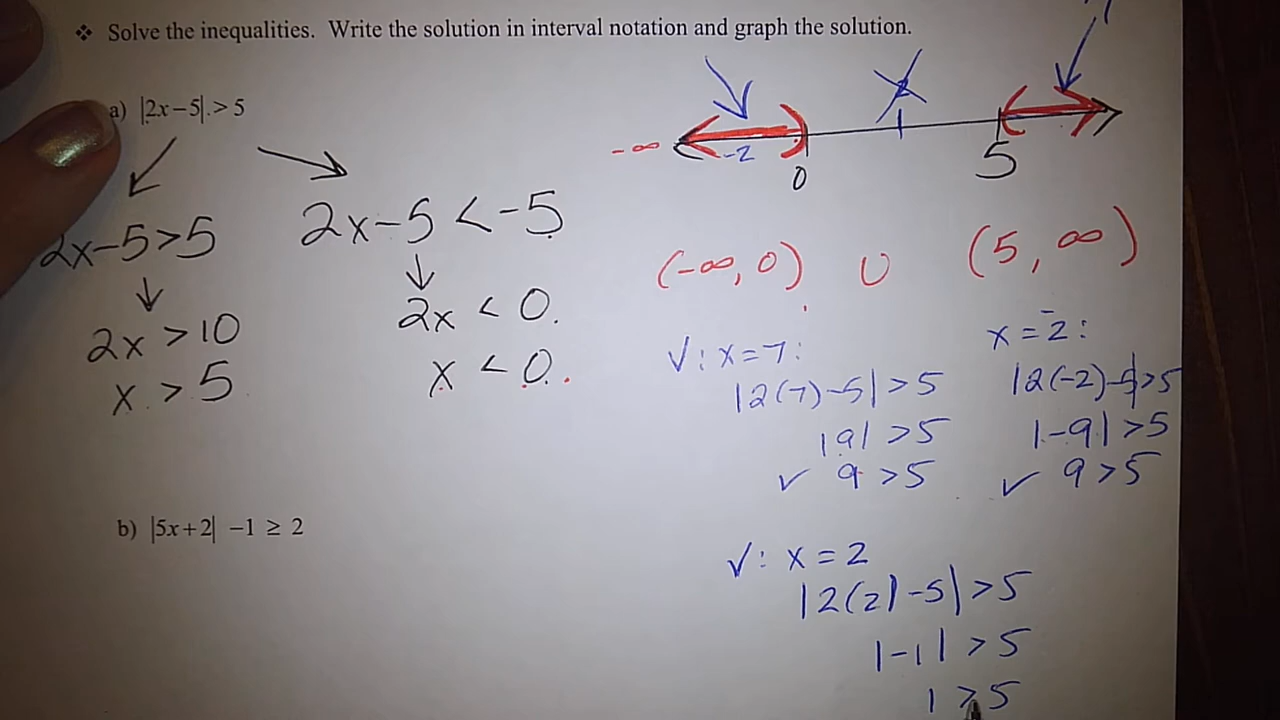 ❖ Solve the inequalities. Write the solution in interval notation and graph the solution.
a) |2x-5| > 5
2x-5>5
2x >10
x > 5
2x-5 < -5
2x < 0
x < 0
-∞ -2 0 2 5 7
(-∞, 0) ∪ (5, ∞)
√: x=7:
|2(7)-5| >5
|9| >5
✓ 9 >5
x = -2:
|2(-2)-5|>5
|-9| >5
✓ 9 >5
b) |5x+2| -1 ≥ 2
√: x = 2
|2(2)-5| >5
|-1| > 5
1 > 5